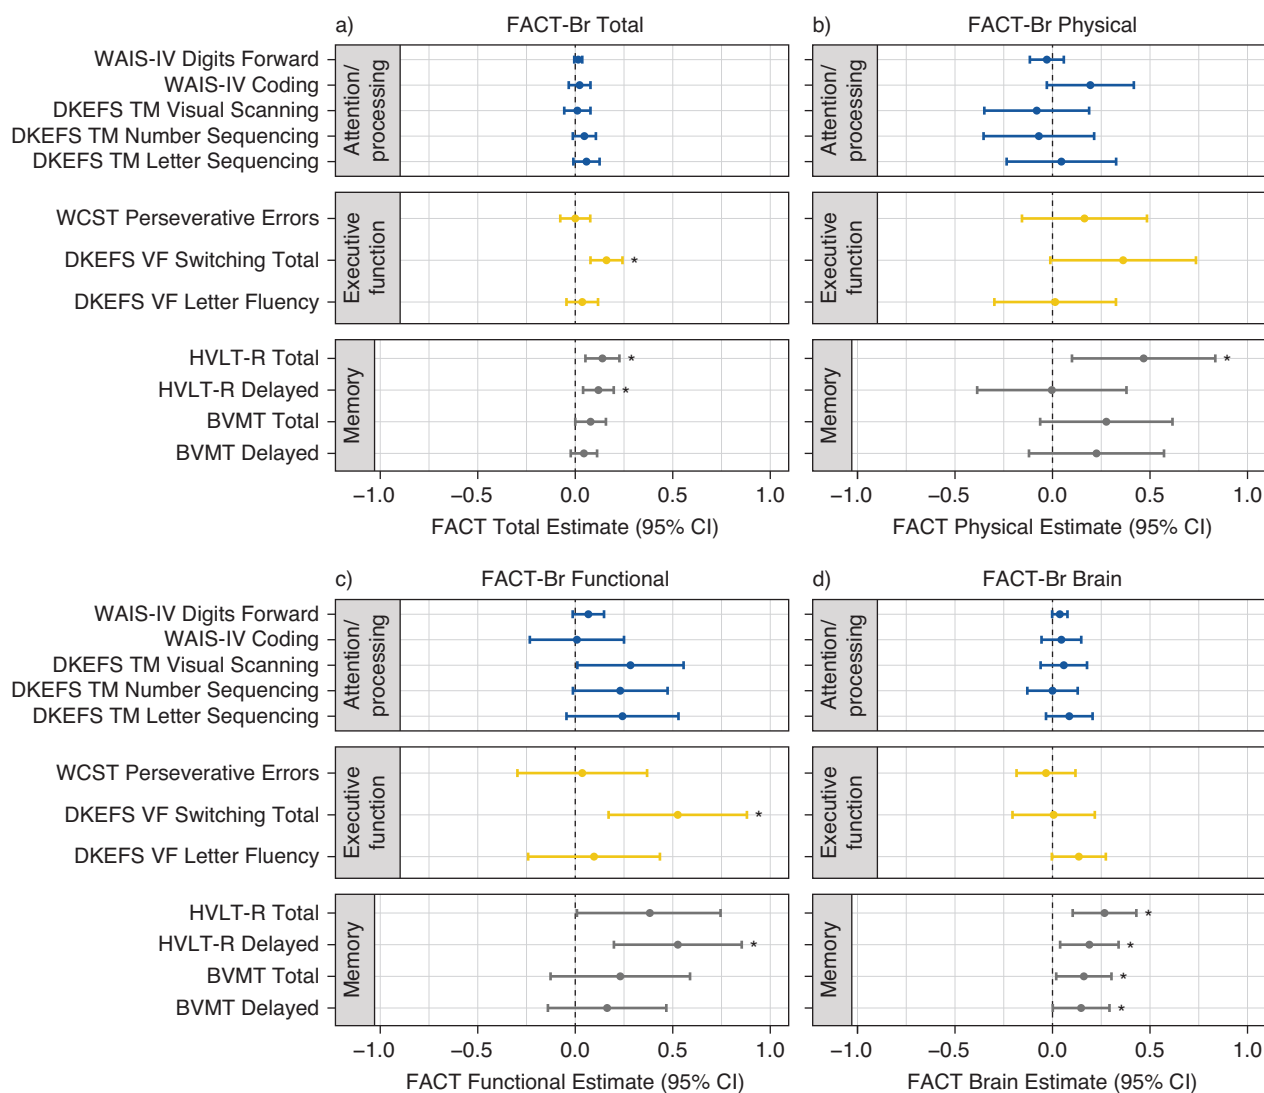 a) FACT-Br Total
b) FACT-Br Physical
WAIS-IV Digits Forward
WAIS-IV Coding
DKEFS TM Visual Scanning
DKEFS TM Number Sequencing
DKEFS TM Letter Sequencing
Attention/
processing
Attention/
processing
WCST Perseverative Errors
DKEFS VF Switching Total *
DKEFS VF Letter Fluency
Executive
function
Executive
function
HVLT-R Total * *
HVLT-R Delayed *
BVMT Total
BVMT Delayed
Memory
Memory
−1.0 −0.5 0.0 0.5 1.0
−1.0 −0.5 0.0 0.5 1.0
FACT Total Estimate (95% CI)
FACT Physical Estimate (95% CI)
c) FACT-Br Functional
d) FACT-Br Brain
WAIS-IV Digits Forward
WAIS-IV Coding
DKEFS TM Visual Scanning
DKEFS TM Number Sequencing
DKEFS TM Letter Sequencing
Attention/
processing
Attention/
processing
WCST Perseverative Errors
DKEFS VF Switching Total *
DKEFS VF Letter Fluency
Executive
function
Executive
function
HVLT-R Total *
HVLT-R Delayed * *
BVMT Total *
BVMT Delayed *
Memory
Memory
−1.0 −0.5 0.0 0.5 1.0
−1.0 −0.5 0.0 0.5 1.0
FACT Functional Estimate (95% CI)
FACT Brain Estimate (95% CI)